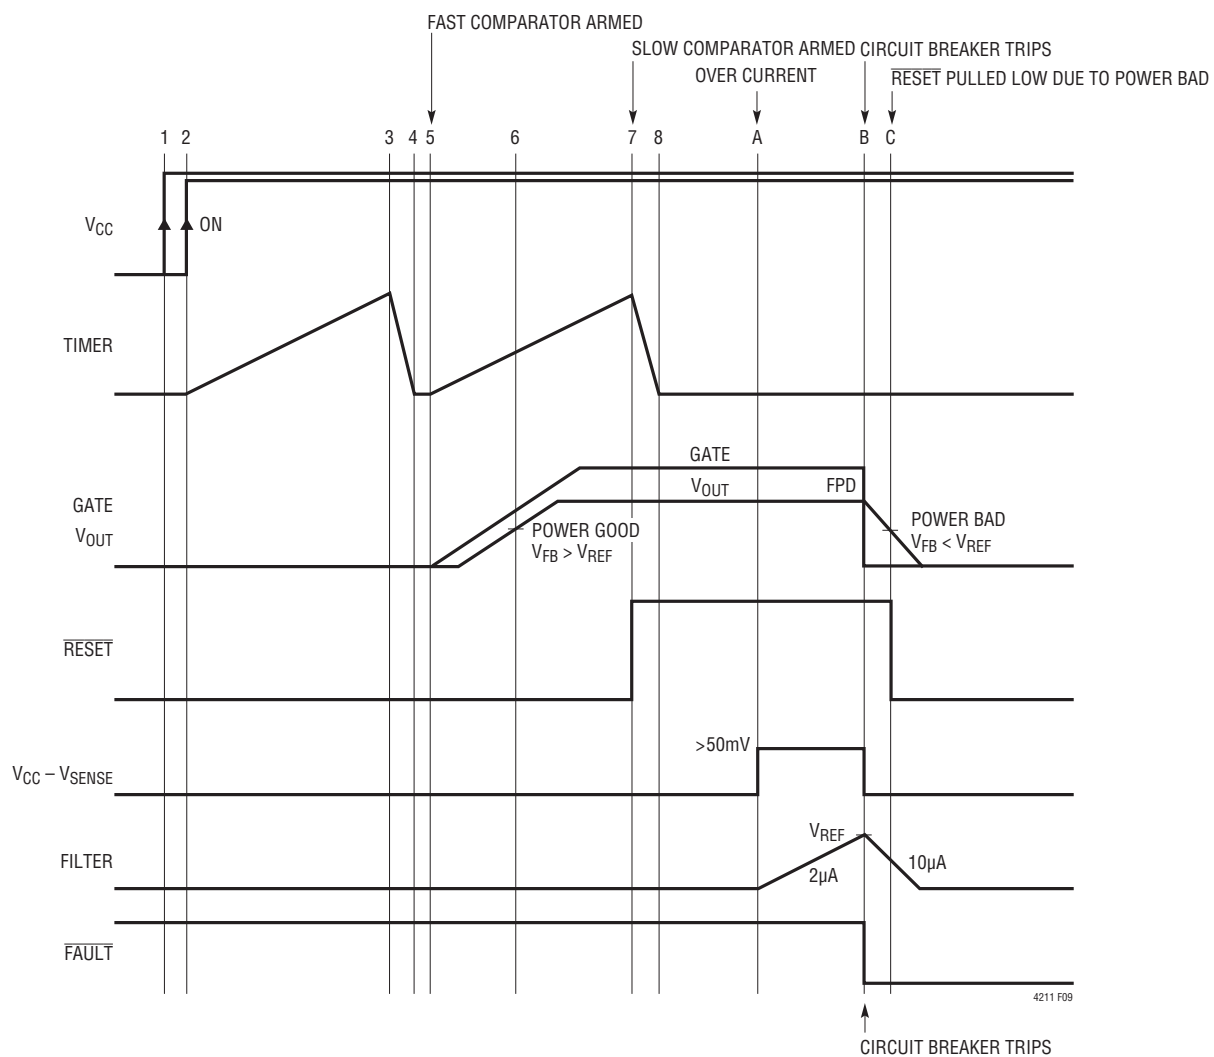 FAST COMPARATOR ARMED
SLOW COMPARATOR ARMED
CIRCUIT BREAKER TRIPS
OVER CURRENT
RESET PULLED LOW DUE TO POWER BAD
1 2 3 4 5 6 7 8 A B C
VCC
ON
TIMER
GATE
VOUT
GATE
VOUT
FPD
POWER GOOD
VFB > VREF
POWER BAD
VFB < VREF
RESET
>50mV
VCC – VSENSE
VREF
FILTER
2µA
10µA
FAULT
4211 F09
CIRCUIT BREAKER TRIPS